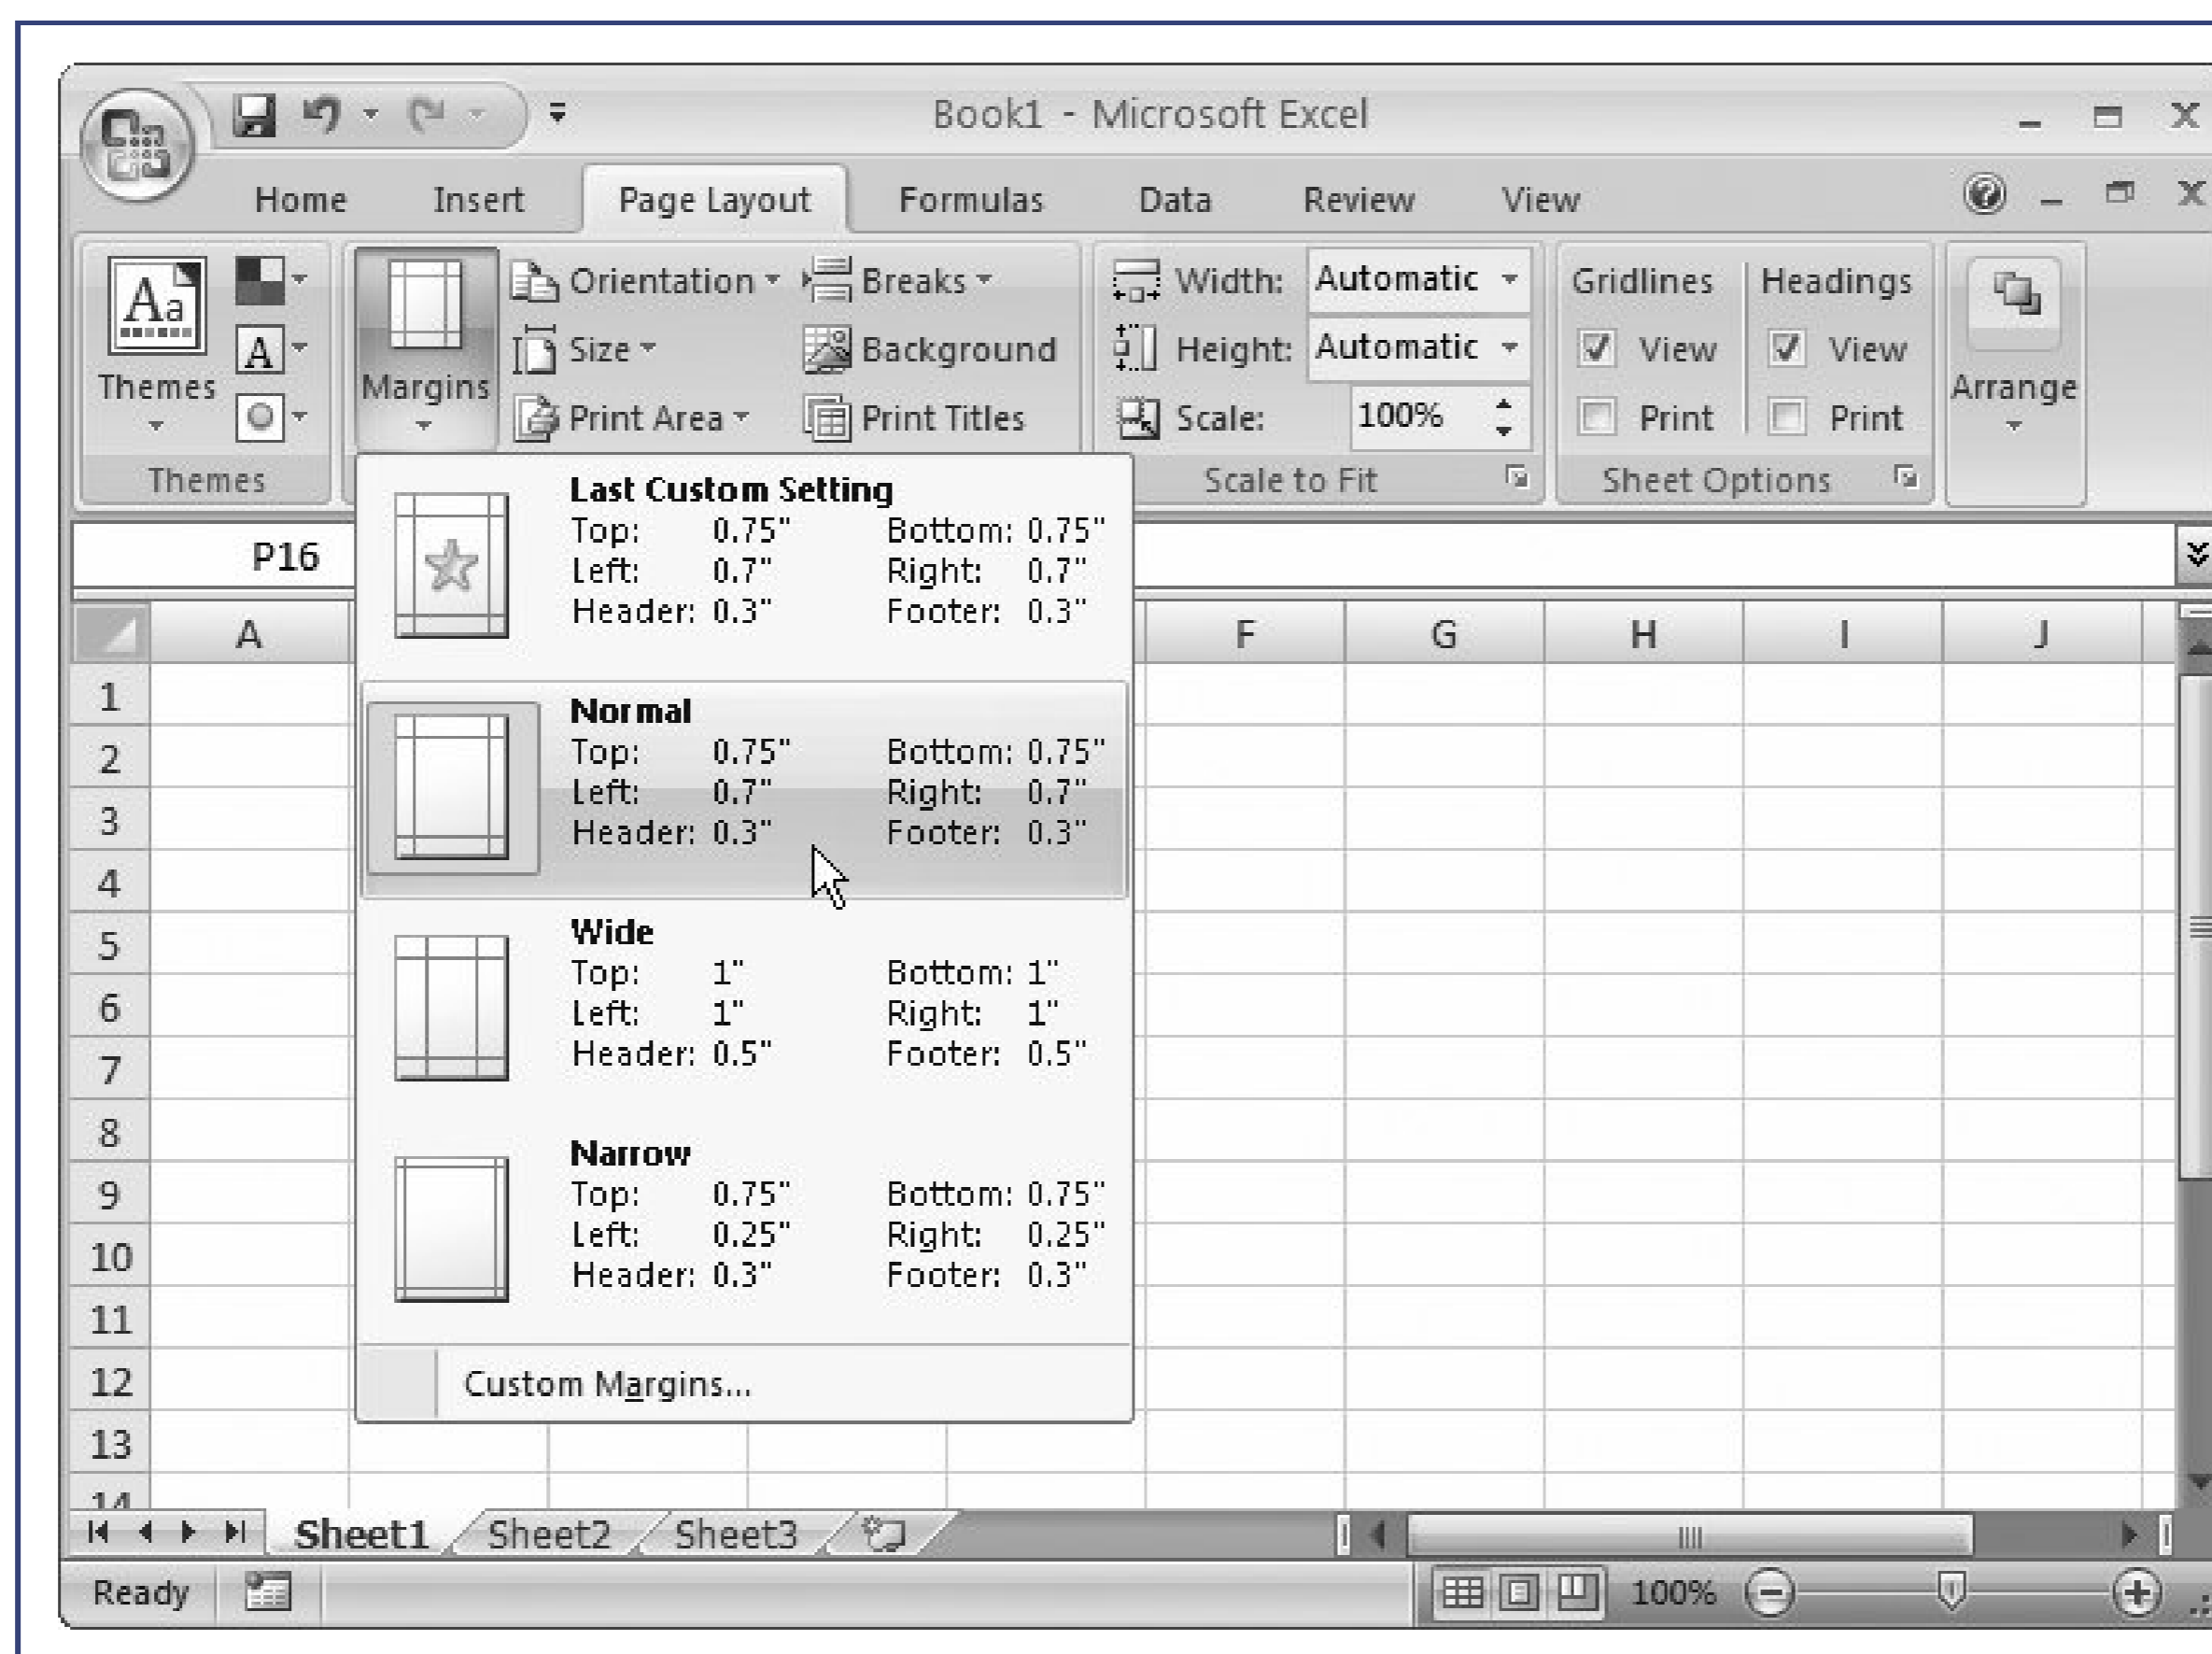 Book1 - Microsoft Excel
Home Insert Page Layout Formulas Data Review View
Aa
Themes
A
Themes
Margins
Orientation
Size
Print Area
Breaks
Background
Print Titles
Width: Automatic
Height: Automatic
Scale: 100%
Scale to Fit
Gridlines
View
Print
Headings
View
Print
Sheet Options
Arrange
P16
Last Custom Setting
Top: 0.75" Bottom: 0.75"
Left: 0.7" Right: 0.7"
Header: 0.3" Footer: 0.3"
Normal
Top: 0.75" Bottom: 0.75"
Left: 0.7" Right: 0.7"
Header: 0.3" Footer: 0.3"
Wide
Top: 1" Bottom: 1"
Left: 1" Right: 1"
Header: 0.5" Footer: 0.5"
Narrow
Top: 0.75" Bottom: 0.75"
Left: 0.25" Right: 0.25"
Header: 0.3" Footer: 0.3"
Custom Margins...
A F G H I J
1
2
3
4
5
6
7
8
9
10
11
12
13
14
Sheet1 Sheet2 Sheet3
Ready 100%